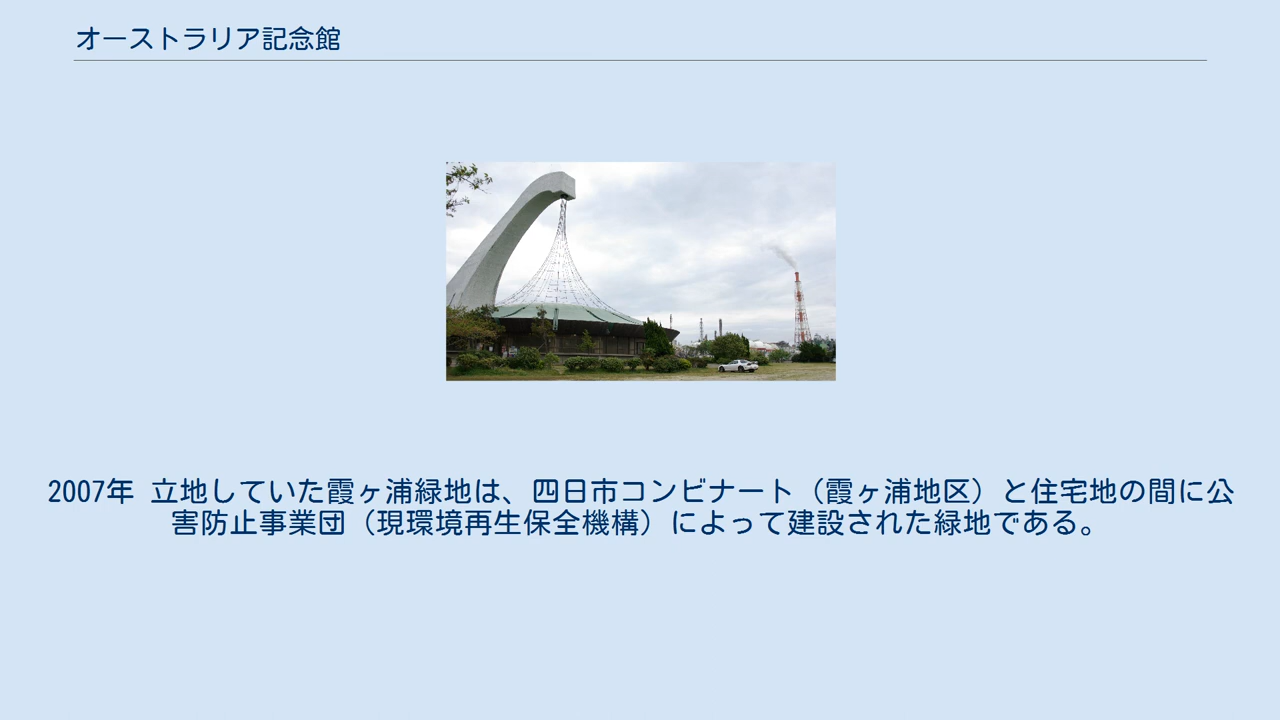 オーストラリア記念館
2007年 立地していた霞ヶ浦緑地は、四日市コンビナート（霞ヶ浦地区）と住宅地の間に公
害防止事業団（現環境再生保全機構）によって建設された緑地である。